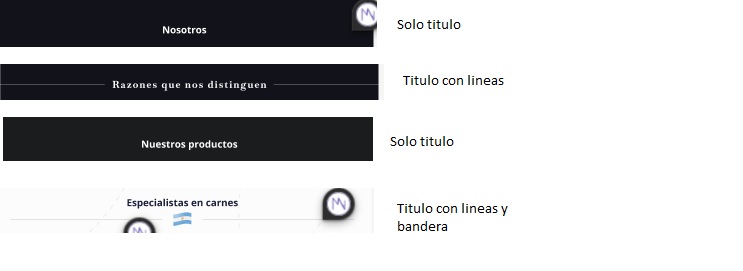 Nosotros
Solo titulo
Razones que nos distinguen
Titulo con lineas
Nuestros productos
Solo titulo
Especialistas en carnes
Titulo con lineas y
bandera